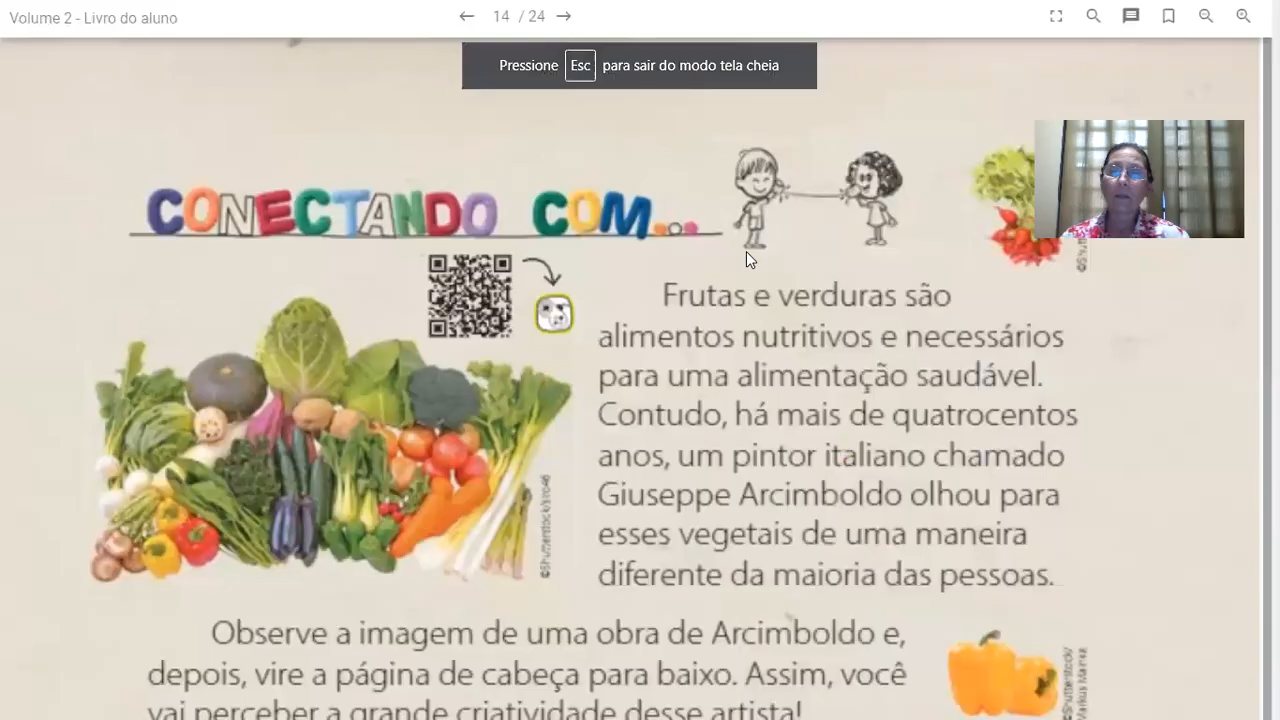 Volume 2 - Livro do aluno
14 / 24
Pressione Esc para sair do modo tela cheia
CONECTANDO COM...
Frutas e verduras são
alimentos nutritivos e necessários
para uma alimentação saudável.
Contudo, há mais de quatrocentos
anos, um pintor italiano chamado
Giuseppe Arcimboldo olhou para
esses vegetais de uma maneira
diferente da maioria das pessoas.
Observe a imagem de uma obra de Arcimboldo e,
depois, vire a página de cabeça para baixo. Assim, você
vai perceber a grande criatividade desse artista!